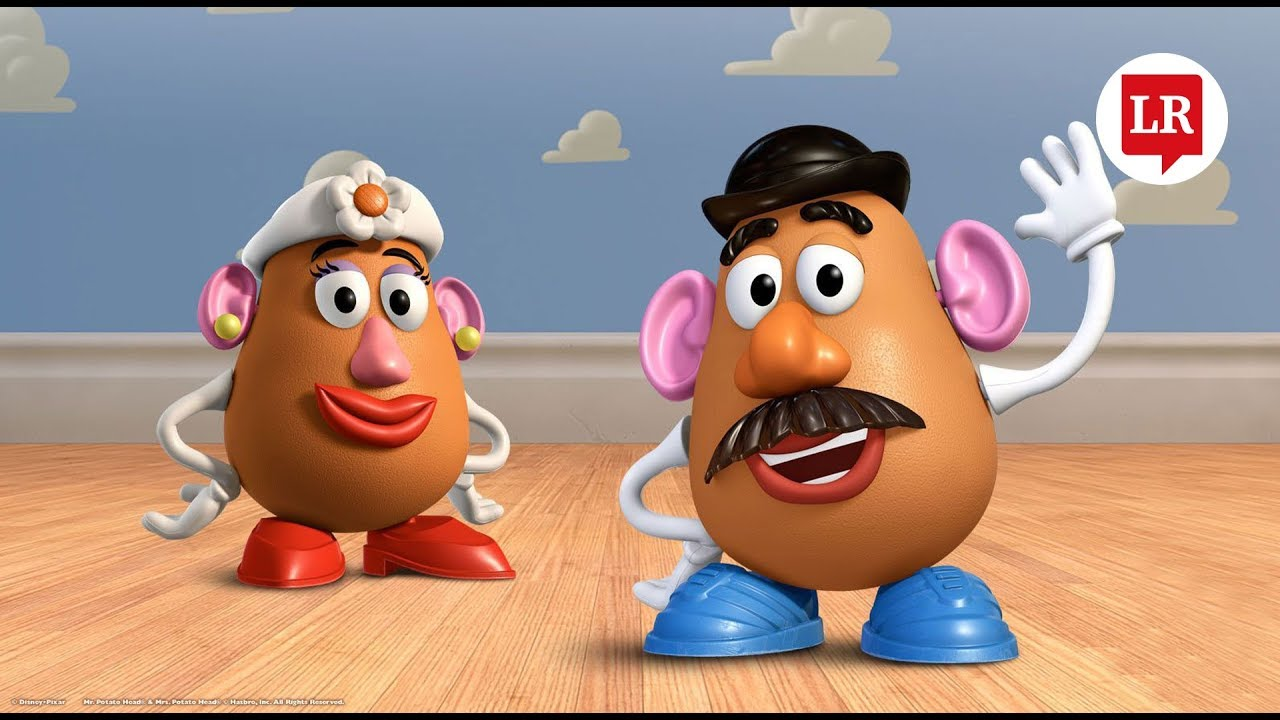 LR
© Disney•Pixar Mr. Potato Head® & Mrs. Potato Head® © Hasbro, Inc. All Rights Reserved.